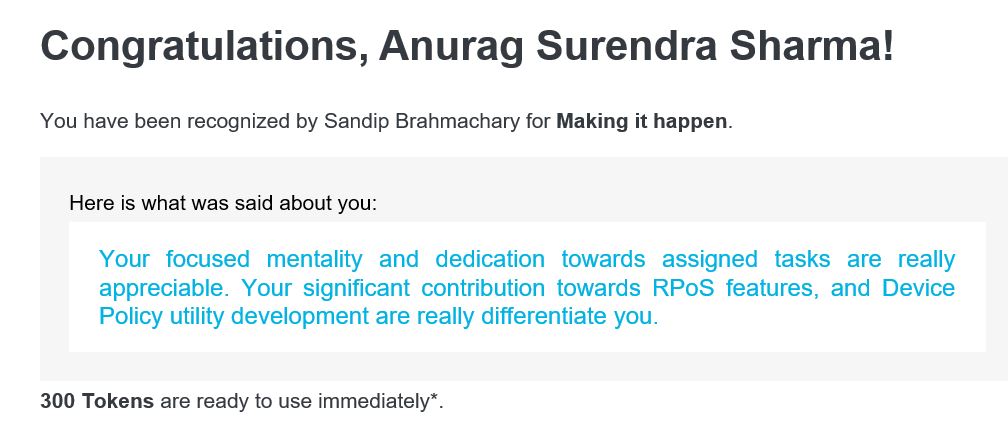 Congratulations, Anurag Surendra Sharma!
You have been recognized by Sandip Brahmachary for Making it happen.
Here is what was said about you:
Your focused mentality and dedication towards assigned tasks are really
appreciable. Your significant contribution towards RPoS features, and Device
Policy utility development are really differentiate you.
300 Tokens are ready to use immediately*.